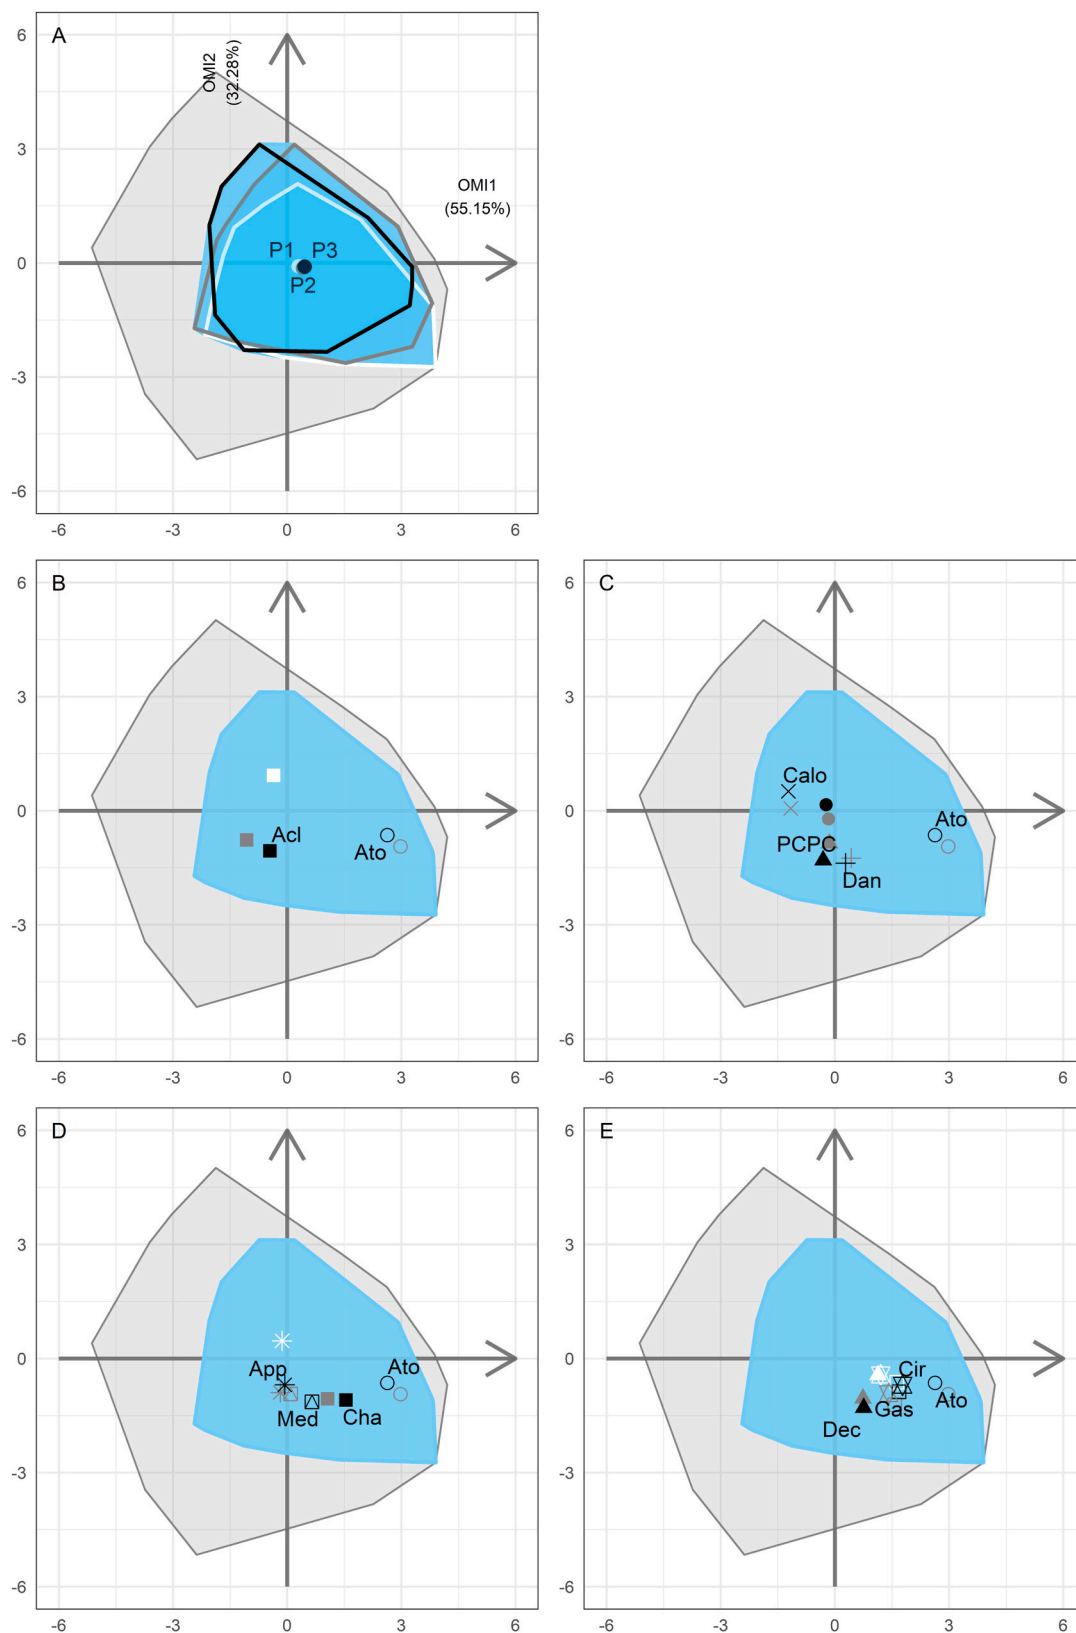 A
OMI2
(32.28%)
OMI1
(55.15%)
P1 P3
P2
6
3
0
-3
-6
-6 -3 0 3 6
B
Acl
Ato
6
3
0
-3
-6
-6 -3 0 3 6
C
Calo
Ato
PCPC
Dan
6
3
0
-3
-6
-6 -3 0 3 6
D
App
Ato
Med
Cha
6
3
0
-3
-6
-6 -3 0 3 6
E
Cir
Ato
Gas
Dec
6
3
0
-3
-6
-6 -3 0 3 6